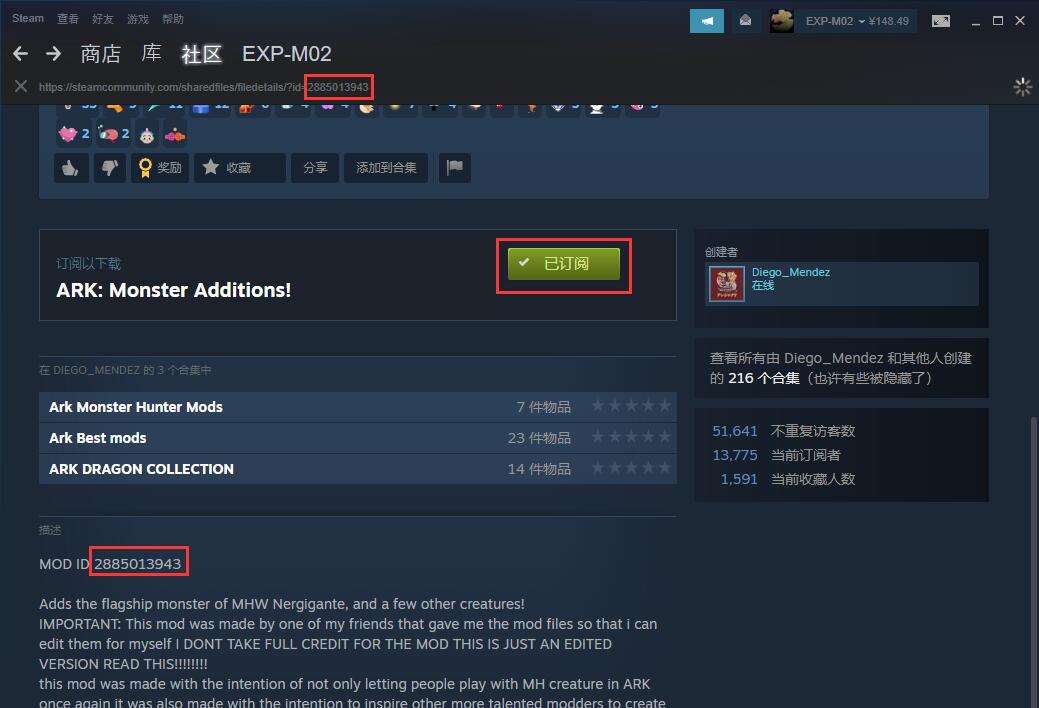 Steam 查看 好友 游戏 帮助
EXP-M02 ¥148.49
商店 库 社区 EXP-M02
https://steamcommunity.com/sharedfiles/filedetails/?id=2885013943
2 2
奖励 收藏 分享 添加到合集
订阅以下载
ARK: Monster Additions!
已订阅
创建者
Diego_Mendez
在线
查看所有由 Diego_Mendez 和其他人创建
的 216 个合集（也许有些被隐藏了）
51,641 不重复访客数
13,775 当前订阅者
1,591 当前收藏人数
在 DIEGO_MENDEZ 的 3 个合集中
Ark Monster Hunter Mods 7 件物品
Ark Best mods 23 件物品
ARK DRAGON COLLECTION 14 件物品
描述
MOD ID 2885013943
Adds the flagship monster of MHW Nergigante, and a few other creatures!
IMPORTANT: This mod was made by one of my friends that gave me the mod files so that i can
edit them for myself I DONT TAKE FULL CREDIT FOR THE MOD THIS IS JUST AN EDITED
VERSION READ THIS!!!!!!!!
this mod was made with the intention of not only letting people play with MH creature in ARK
once again it was also made with the intention to inspire other more talented modders to create